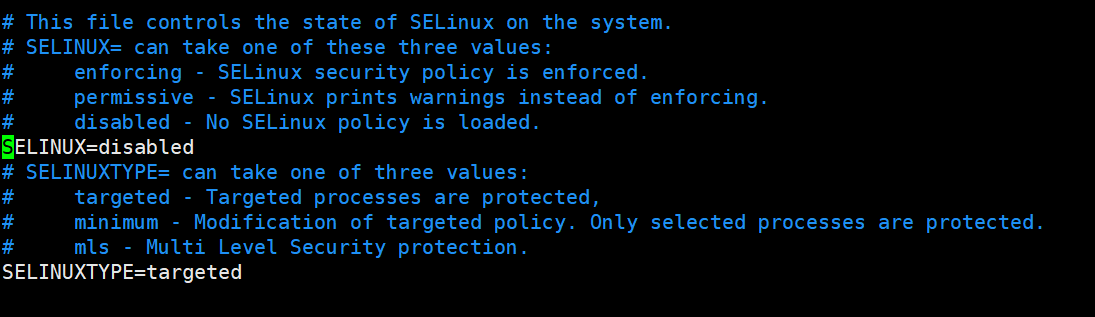 # This file controls the state of SELinux on the system.
# SELINUX= can take one of these three values:
#     enforcing - SELinux security policy is enforced.
#     permissive - SELinux prints warnings instead of enforcing.
#     disabled - No SELinux policy is loaded.
SELINUX=disabled
# SELINUXTYPE= can take one of three values:
#     targeted - Targeted processes are protected,
#     minimum - Modification of targeted policy. Only selected processes are protected.
#     mls - Multi Level Security protection.
SELINUXTYPE=targeted